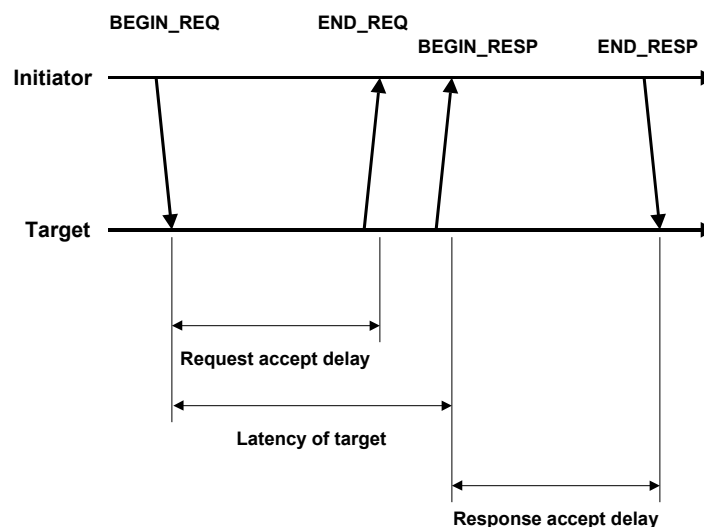 BEGIN_REQ END_REQ
BEGIN_RESP END_RESP
Initiator
Target
Request accept delay
Latency of target
Response accept delay